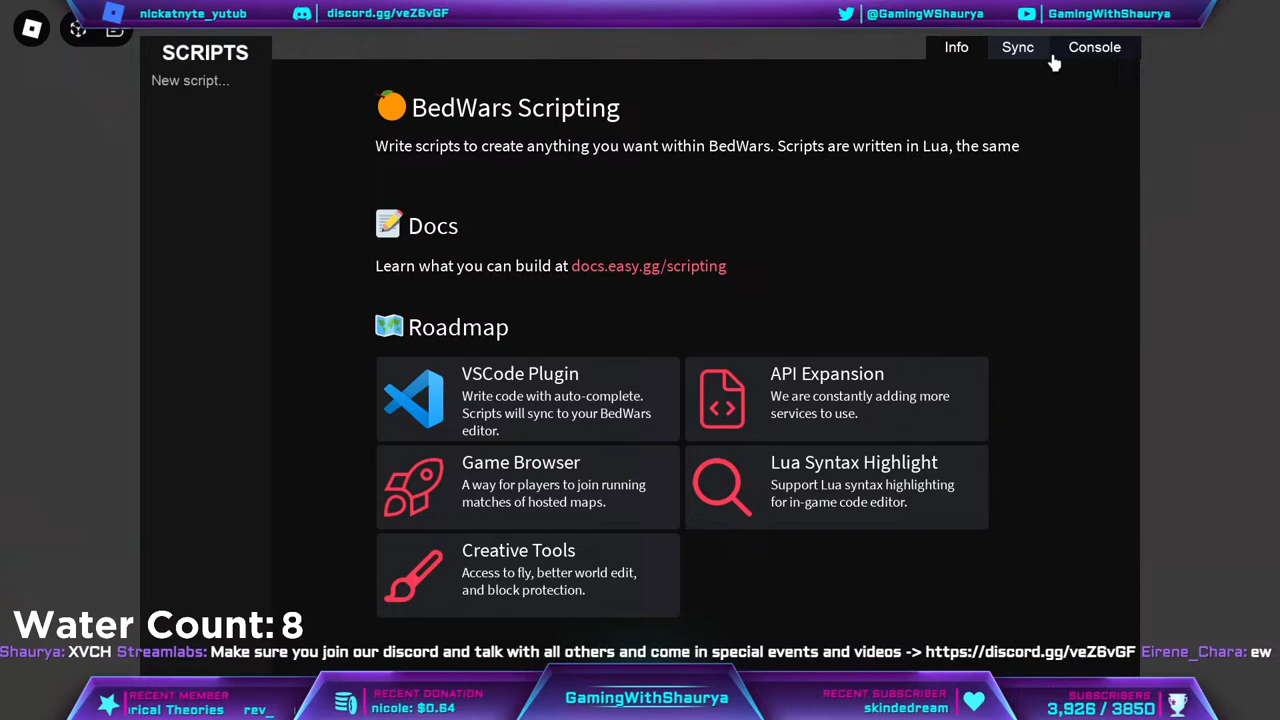 nickatnyte_yutub
discord.gg/veZ6vGF
@GamingWShaurya
GamingWithShaurya
SCRIPTS
New script...
Info
Sync
Console
BedWars Scripting
Write scripts to create anything you want within BedWars. Scripts are written in Lua, the same
Docs
Learn what you can build at docs.easy.gg/scripting
Roadmap
VSCode Plugin
Write code with auto-complete.
Scripts will sync to your BedWars
editor.
API Expansion
We are constantly adding more
services to use.
Game Browser
A way for players to join running
matches of hosted maps.
Lua Syntax Highlight
Support Lua syntax highlighting
for in-game code editor.
Creative Tools
Access to fly, better world edit,
and block protection.
Water Count: 8
Shaurya: XVCH Streamlabs: Make sure you join our discord and talk with all others and come in special events and videos -> https://discord.gg/veZ6vGF Eirene_Chara: ew
RECENT MEMBER
rical Theories rev_
RECENT DONATION
nicole: $0.64
GamingWithShaurya
RECENT SUBSCRIBER
skindedream
SUBSCRIBERS
3,926 / 3850